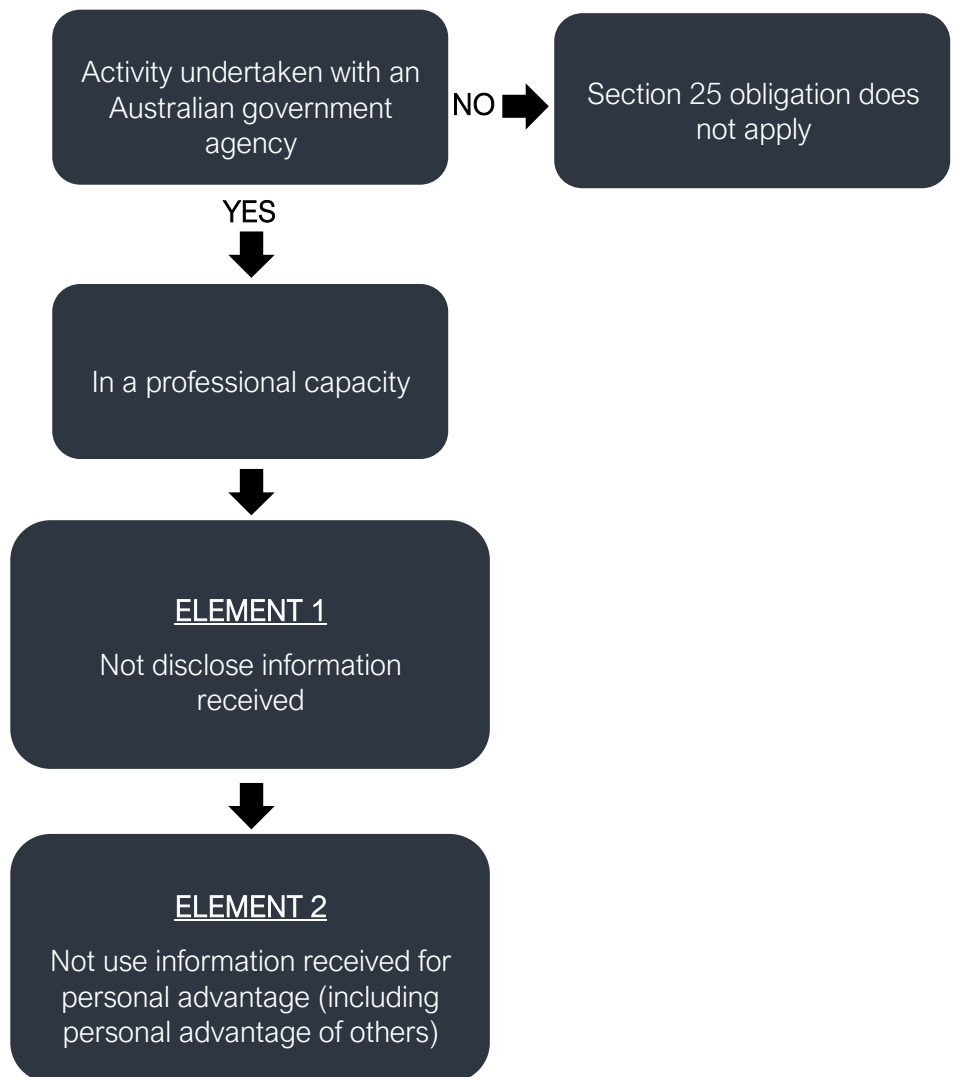 Activity undertaken with an
Australian government
agency
NO
Section 25 obligation does
not apply
YES
In a professional capacity
ELEMENT 1
Not disclose information
received
ELEMENT 2
Not use information received for
personal advantage (including
personal advantage of others)